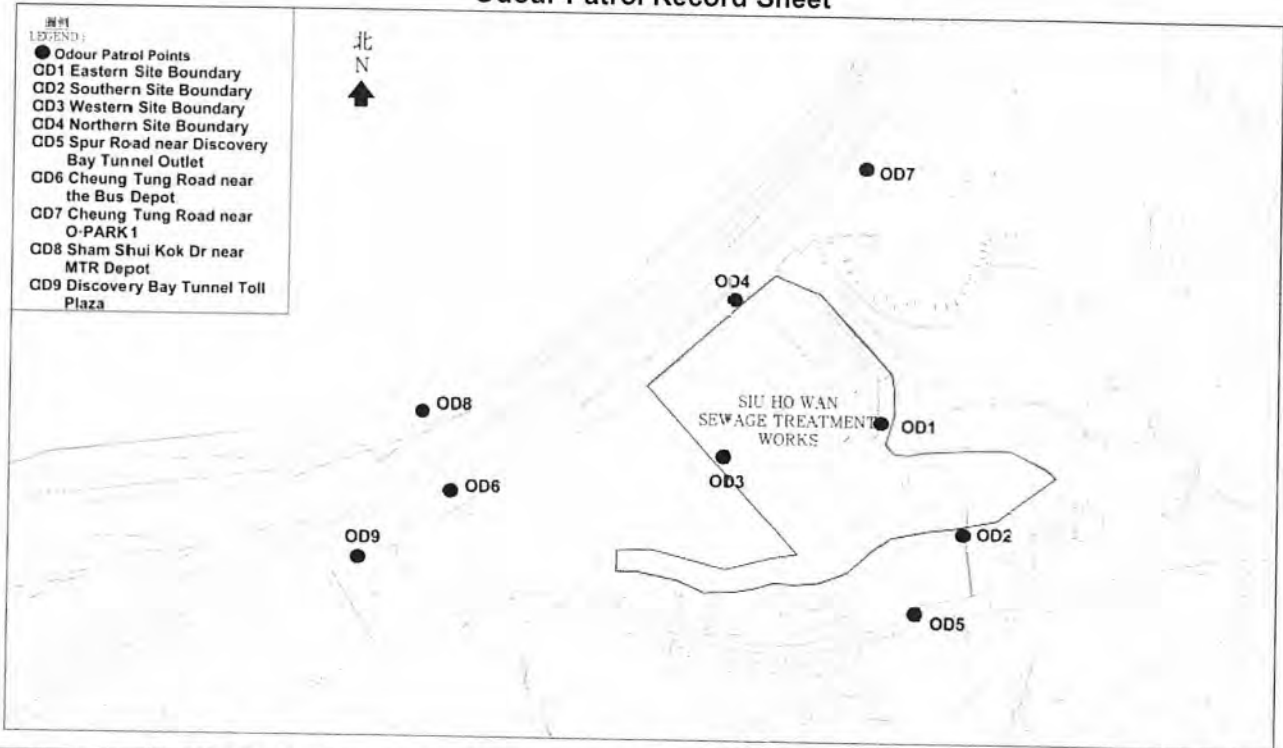 Odour Patrol Record Sheet
圖例
LEGEND:
Odour Patrol Points
OD1 Eastern Site Boundary
OD2 Southern Site Boundary
OD3 Western Site Boundary
OD4 Northern Site Boundary
OD5 Spur Road near Discovery
Bay Tunnel Outlet
OD6 Cheung Tung Road near
the Bus Depot
OD7 Cheung Tung Road near
O-PARK1
OD8 Sham Shui Kok Dr near
MTR Depot
OD9 Discovery Bay Tunnel Toll
Plaza
北
N
OD7
OD4
OD8
SIU HO WAN
SEWAGE TREATMENT
WORKS
OD1
OD3
OD6
OD9
OD2
OD5